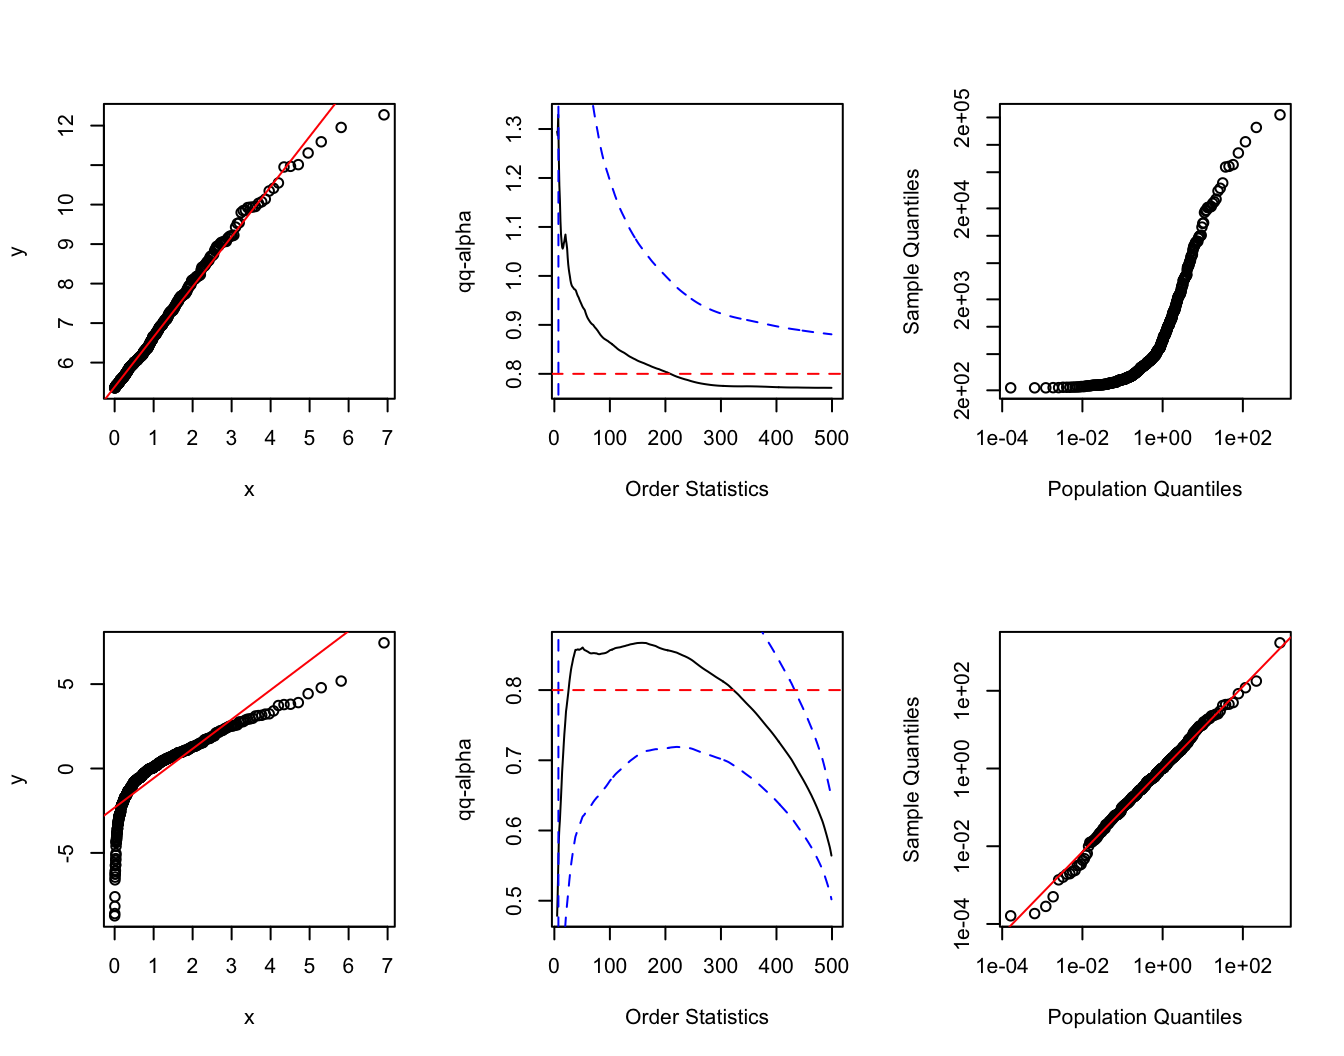 y
12
10
9
8
7
6
0 1 2 3 4 5 6 7
x
qq-alpha
1.3
1.2
1.1
1.0
0.9
0.8
0 100 200 300 400 500
Order Statistics
Sample Quantiles
2e+05
2e+04
2e+03
2e+02
1e-04 1e-02 1e+00 1e+02
Population Quantiles
y
5
0
-5
0 1 2 3 4 5 6 7
x
qq-alpha
0.8
0.7
0.6
0.5
0 100 200 300 400 500
Order Statistics
Sample Quantiles
1e+02
1e+00
1e-02
1e-04
1e-04 1e-02 1e+00 1e+02
Population Quantiles